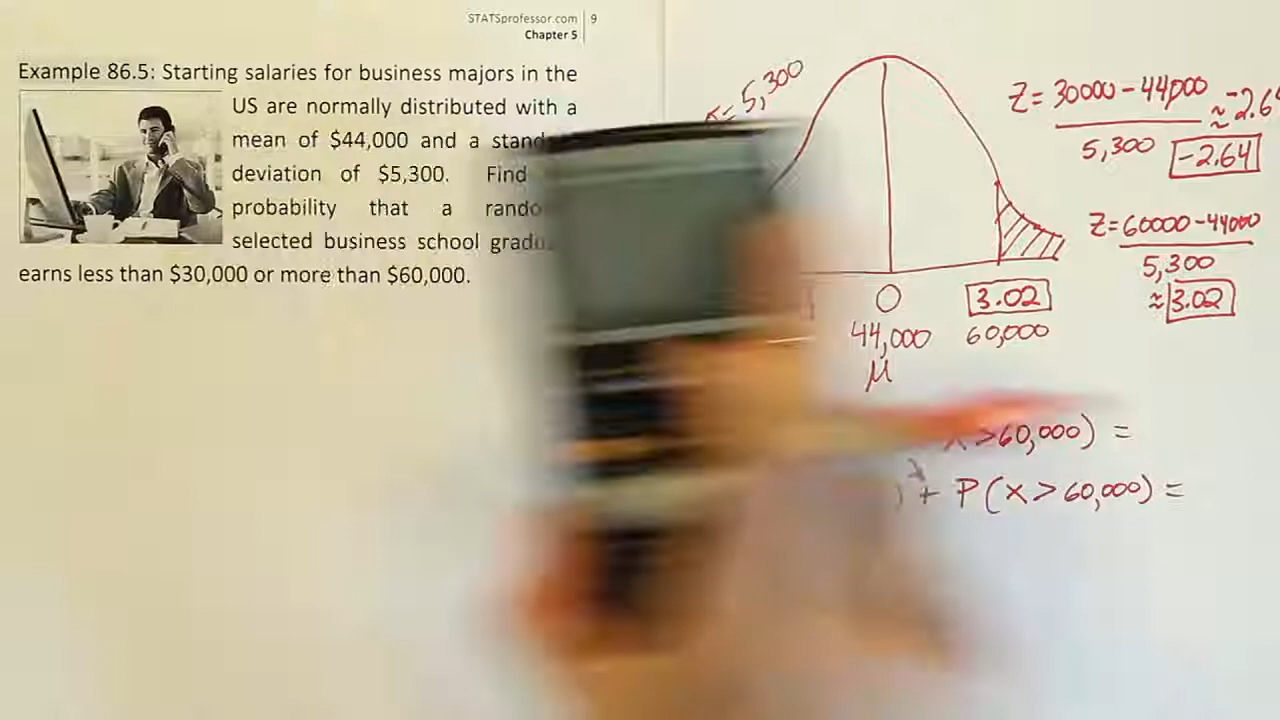 STATSprofessor.com | 9
Chapter 5
Example 86.5: Starting salaries for business majors in the
US are normally distributed with a
mean of $44,000 and a
deviation of $5,300. Find
probability that a
selected business school
earns less than $30,000 or more than $60,000.
= 5,300
0
3.02
44,000
60,000
μ
Z = 30000 - 44000
5,300
≈
-2.64
Z = 60000 - 44000
5,300
≈ 3.02
>60,000) =
) + P(x > 60,000) =